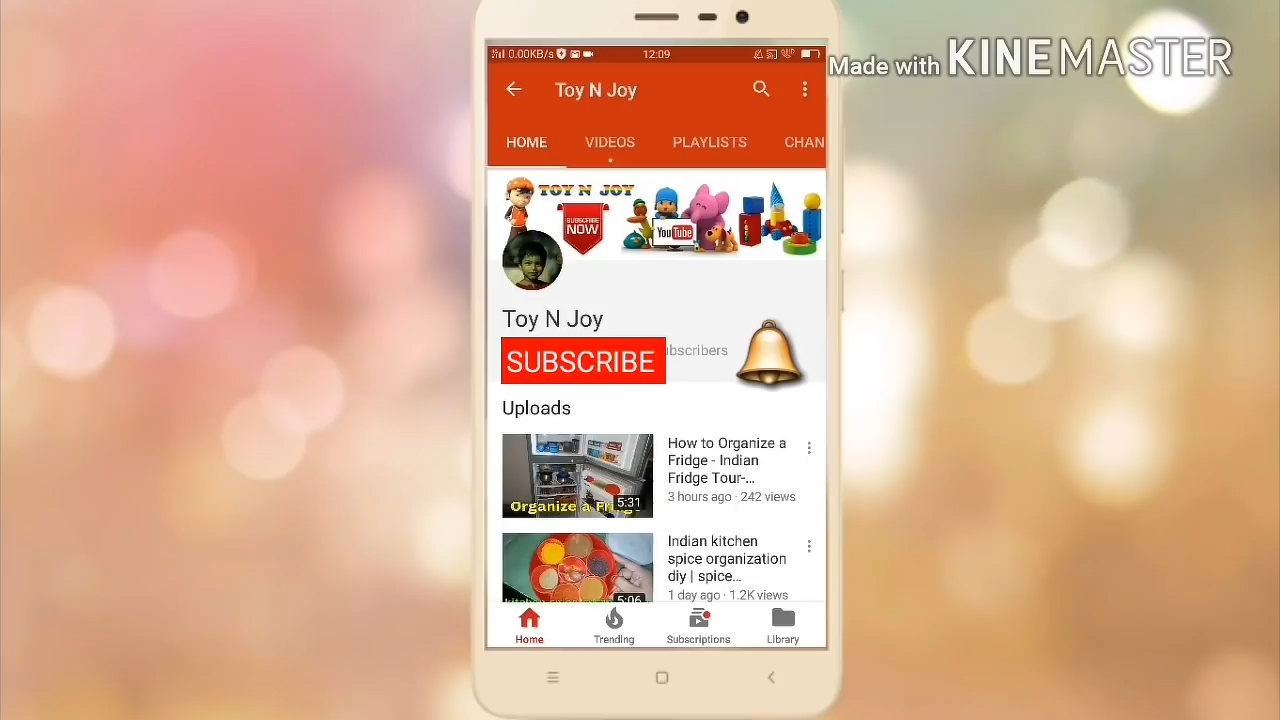 Made with KINEMASTER
0.00KB/s 12:09
Toy N Joy
HOME VIDEOS PLAYLISTS CHAN
TOY N JOY
SUBSCRIBE
NOW
YouTube
Toy N Joy
SUBSCRIBE ubscribers
Uploads
How to Organize a
Fridge - Indian
Fridge Tour-...
3 hours ago · 242 views
5:31
Organize a Fridge
Indian kitchen
spice organization
diy | spice...
1 day ago · 1.2K views
5:06
Home Trending Subscriptions Library